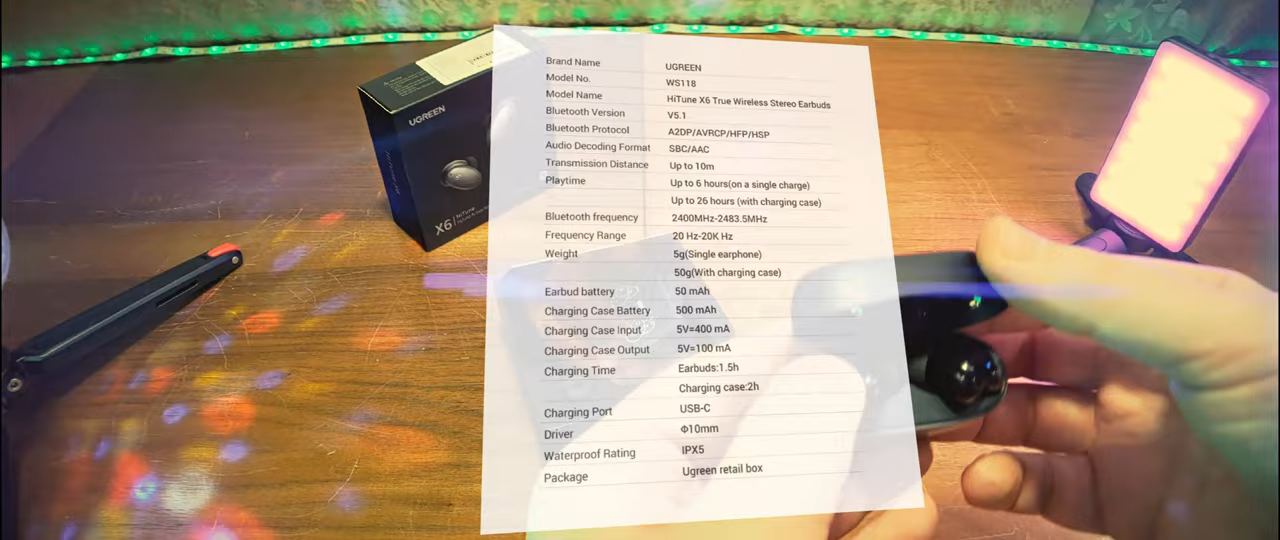 UGREEN
X6
HiTune
Brand Name UGREEN
Model No. WS118
Model Name HiTune X6 True Wireless Stereo Earbuds
Bluetooth Version V5.1
Bluetooth Protocol A2DP/AVRCP/HFP/HSP
Audio Decoding Format SBC/AAC
Transmission Distance Up to 10m
Playtime Up to 6 hours(on a single charge)
Up to 26 hours (with charging case)
Bluetooth frequency 2400MHz-2483.5MHz
Frequency Range 20 Hz-20K Hz
Weight 5g(Single earphone)
50g(With charging case)
Earbud battery 50 mAh
Charging Case Battery 500 mAh
Charging Case Input 5V=400 mA
Charging Case Output 5V=100 mA
Charging Time Earbuds:1.5h
Charging case:2h
Charging Port USB-C
Driver Φ10mm
Waterproof Rating IPX5
Package Ugreen retail box